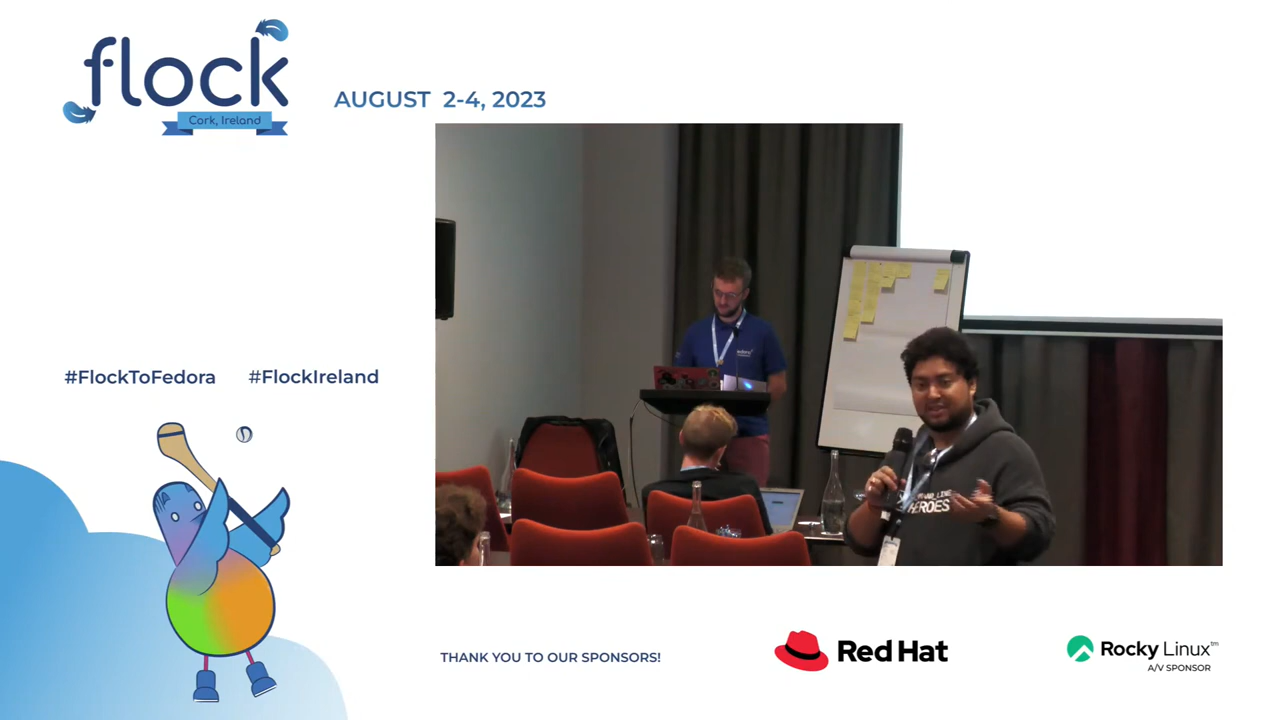 flock
Cork, Ireland
AUGUST 2-4, 2023
#FlockToFedora #FlockIreland
HEROES
THANK YOU TO OUR SPONSORS!
Red Hat
Rocky Linux™
A/V SPONSOR